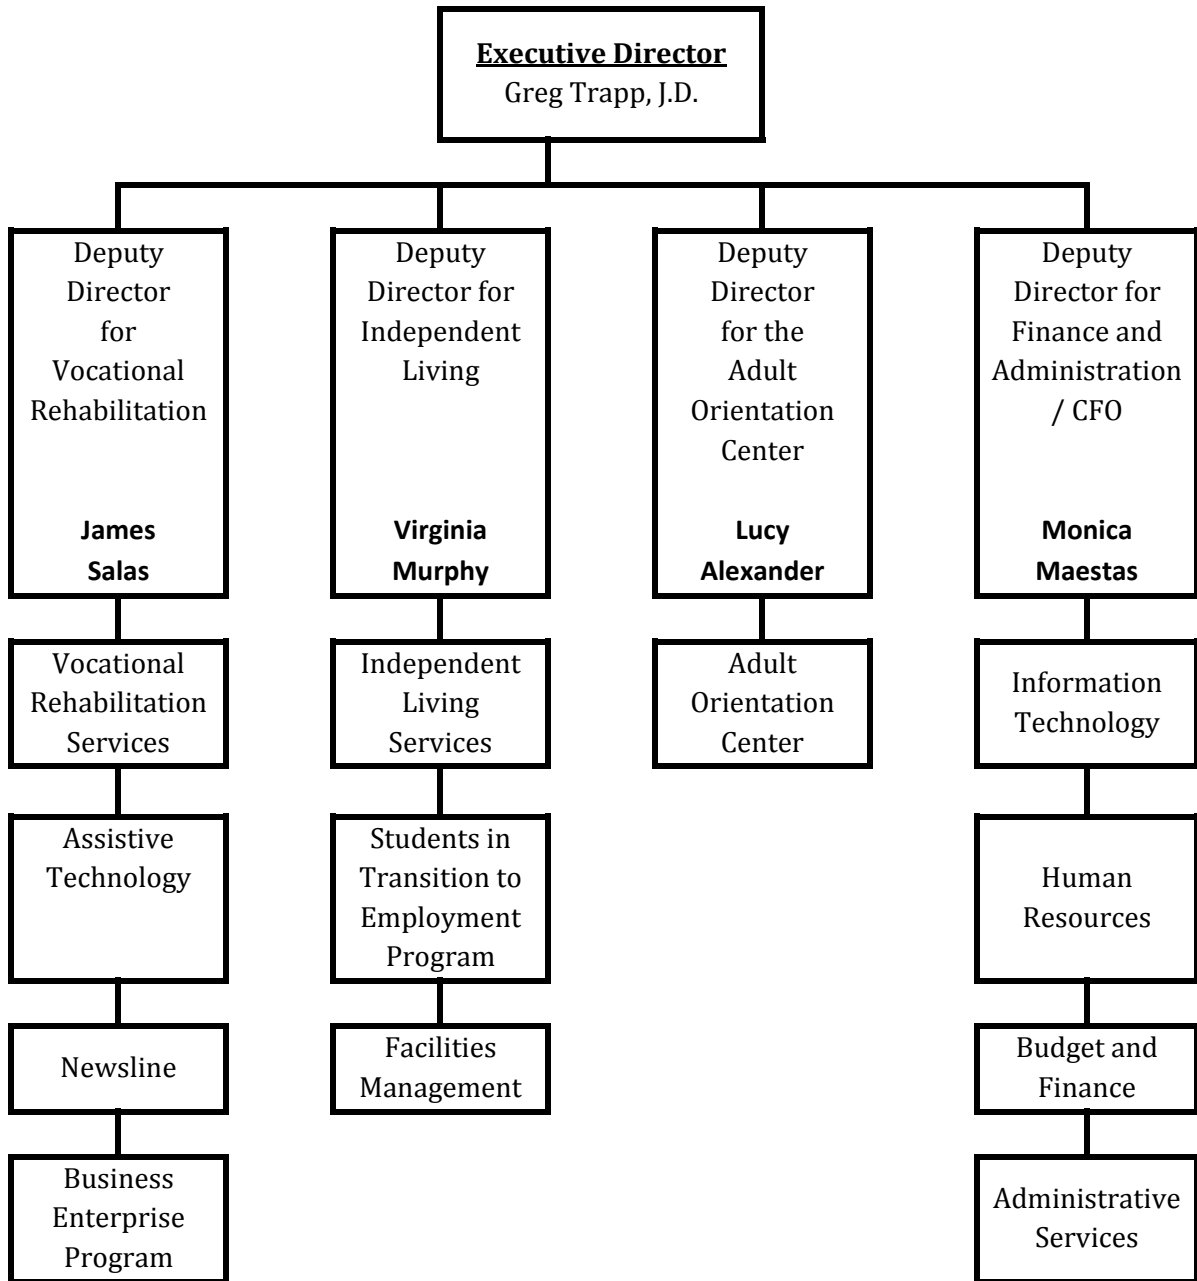 Executive Director
Greg Trapp, J.D.
Deputy
Director
for
Vocational
Rehabilitation
James
Salas
Deputy
Director for
Independent
Living
Virginia
Murphy
Deputy
Director
for the
Adult
Orientation
Center
Lucy
Alexander
Deputy
Director for
Finance and
Administration
/ CFO
Monica
Maestas
Vocational
Rehabilitation
Services
Independent
Living
Services
Adult
Orientation
Center
Information
Technology
Assistive
Technology
Students in
Transition to
Employment
Program
Human
Resources
Newsline
Facilities
Management
Budget and
Finance
Business
Enterprise
Program
Administrative
Services